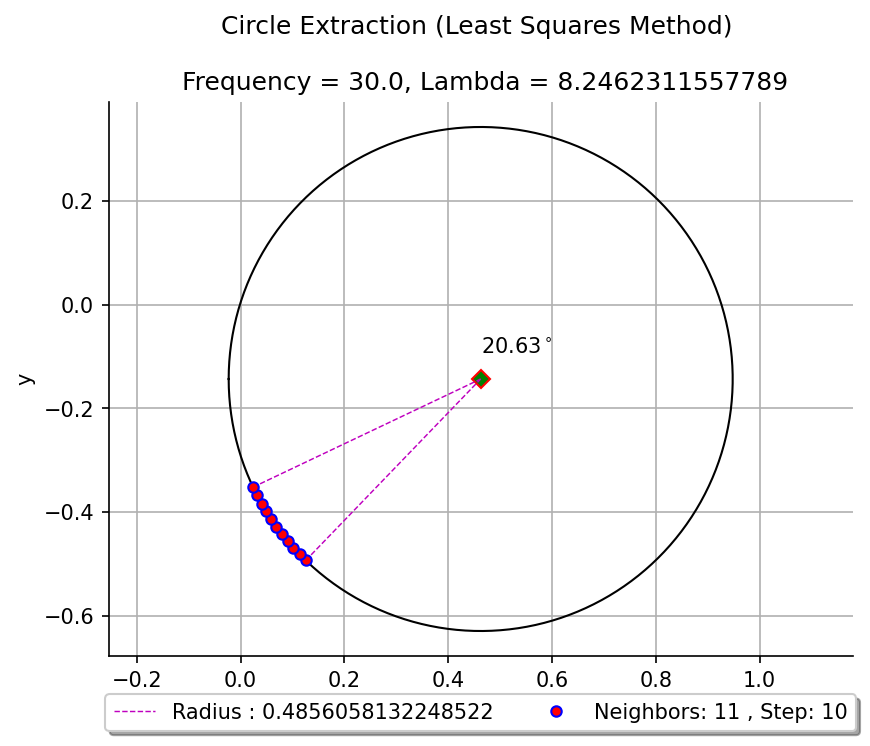 Circle Extraction (Least Squares Method)
Frequency = 30.0, Lambda = 8.2462311557789
0.2
0.0
−0.2
−0.4
−0.6
y
20.63°
−0.2 0.0 0.2 0.4 0.6 0.8 1.0
Radius : 0.4856058132248522 Neighbors: 11 , Step: 10